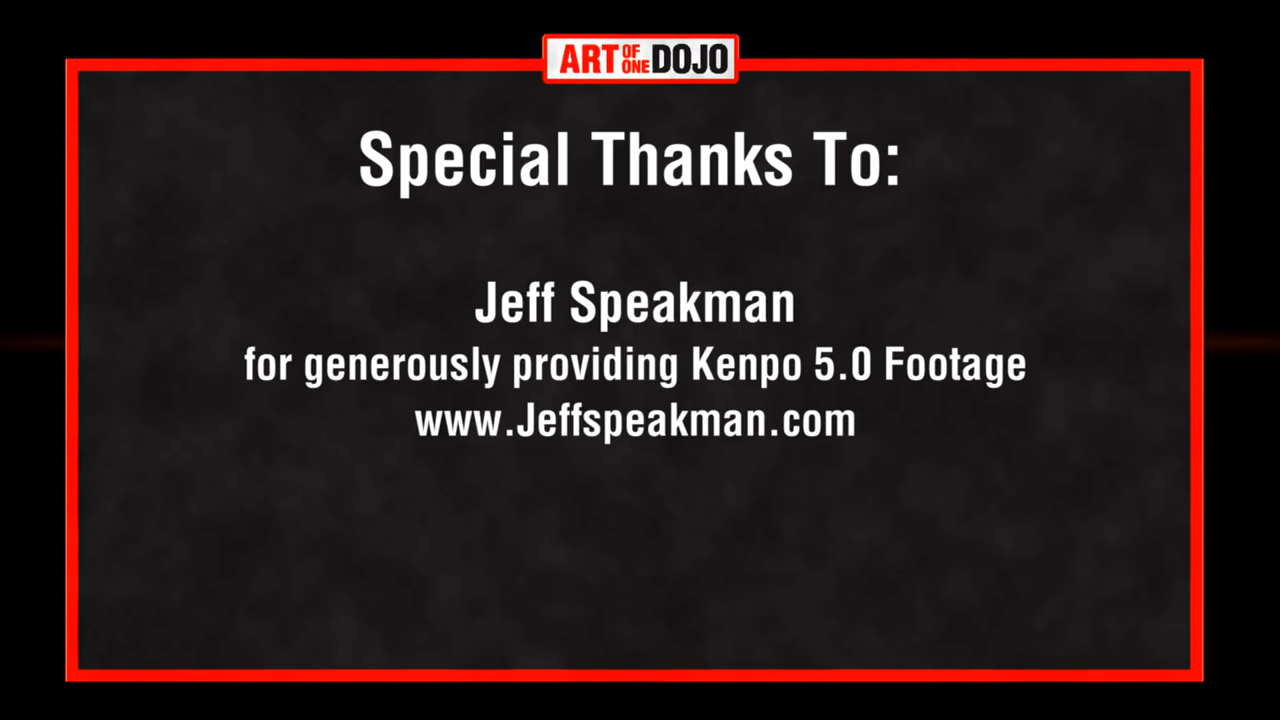 ART OF ONE DOJO
Special Thanks To:
Jeff Speakman
for generously providing Kenpo 5.0 Footage
www.Jeffspeakman.com